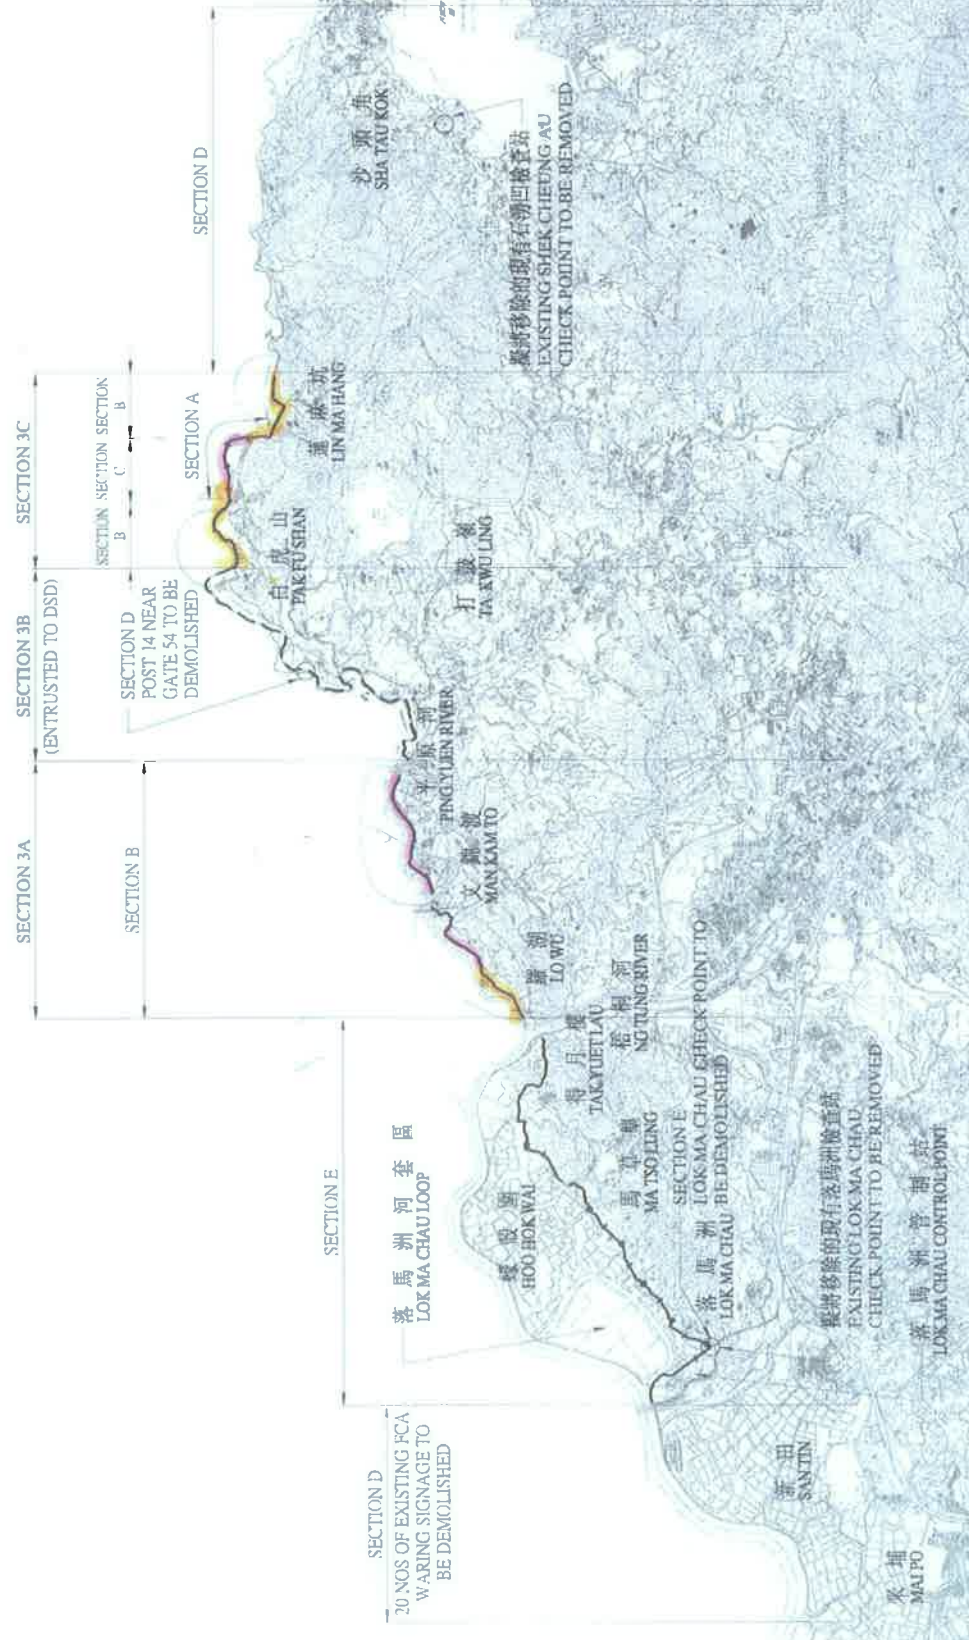 SECTION 3A
SECTION 3B
(ENTRUSTED TO DSD)
SECTION 3C
SECTION B
SECTION D
POST 14 NEAR
GATE 54 TO BE
DEMOLISHED
SECTION
B
SECTION
C
SECTION
B
SECTION A
SECTION D
SECTION E
SECTION D
20 NOS OF EXISTING FCA
WARING SIGNAGE TO
BE DEMOLISHED
落馬洲河套區
LOK MA CHAU LOOP
HOO HOK WAI
得月樓
TAK YUET LAU
羅湖
LO WU
梧桐河
NG TUNG RIVER
文錦渡
MAN KAM TO
平原河
PING YUEN RIVER
白虎山
PAK FU SHAN
打鼓嶺
TA KWU LING
蓮麻坑
LIN MA HANG
沙頭角
SHA TAU KOK
擬將移除的現有石涌凹檢查站
EXISTING SHEK CHEUNG AU
CHECK POINT TO BE REMOVED
馬草壟
MA TSO LING
SECTION E
LOK MA CHAU CHECK POINT TO
BE DEMOLISHED
落馬洲
LOK MA CHAU
擬將移除的現有落馬洲檢查站
EXISTING LOK MA CHAU
CHECK POINT TO BE REMOVED
落馬洲管制站
LOK MA CHAU CONTROL POINT
新田
SAN TIN
米埔
MAI PO